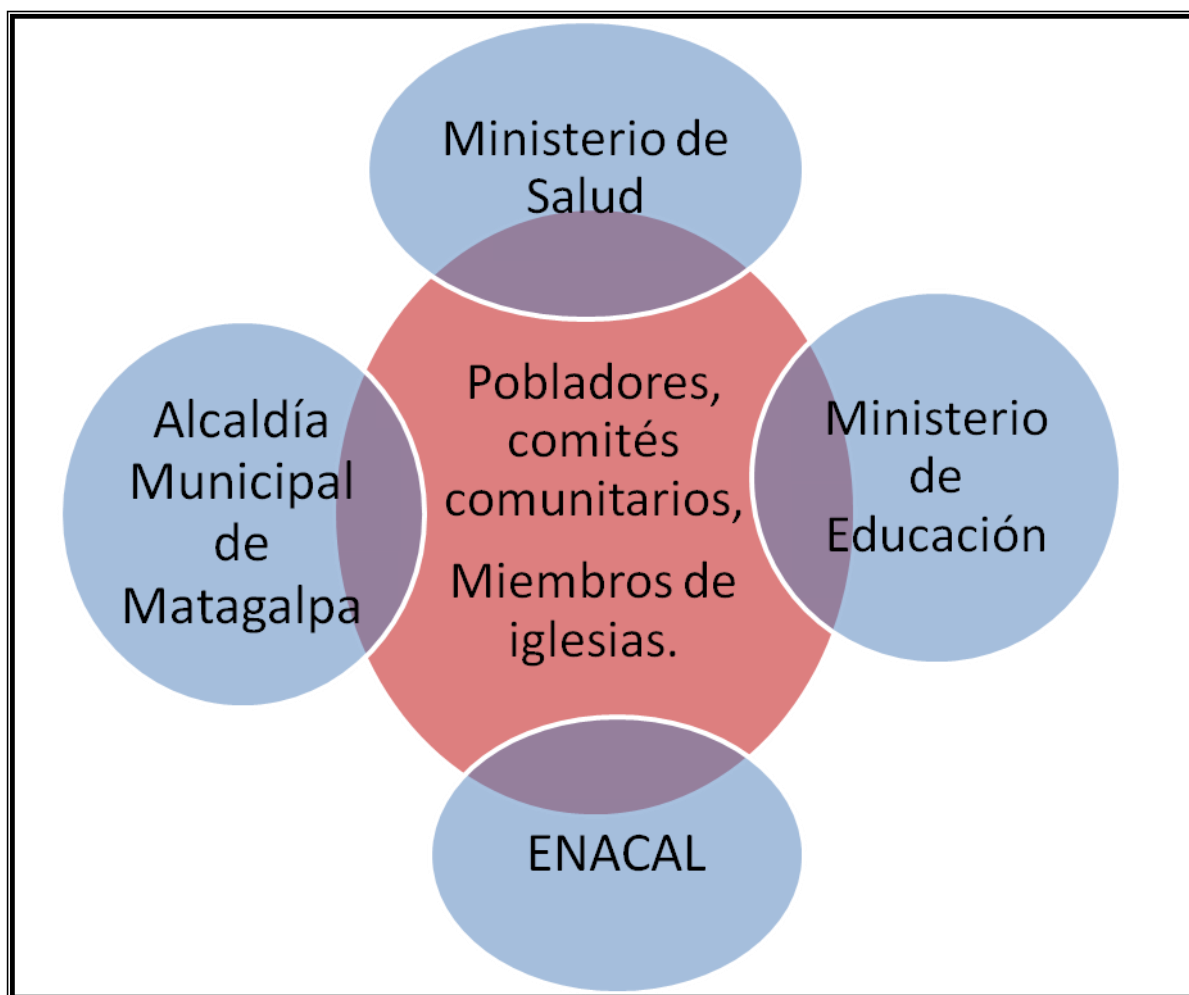 Ministerio de
Salud
Alcaldía
Municipal
de
Matagalpa
Pobladores,
comités
comunitarios,
Miembros de
iglesias.
Ministerio
de
Educación
ENACAL